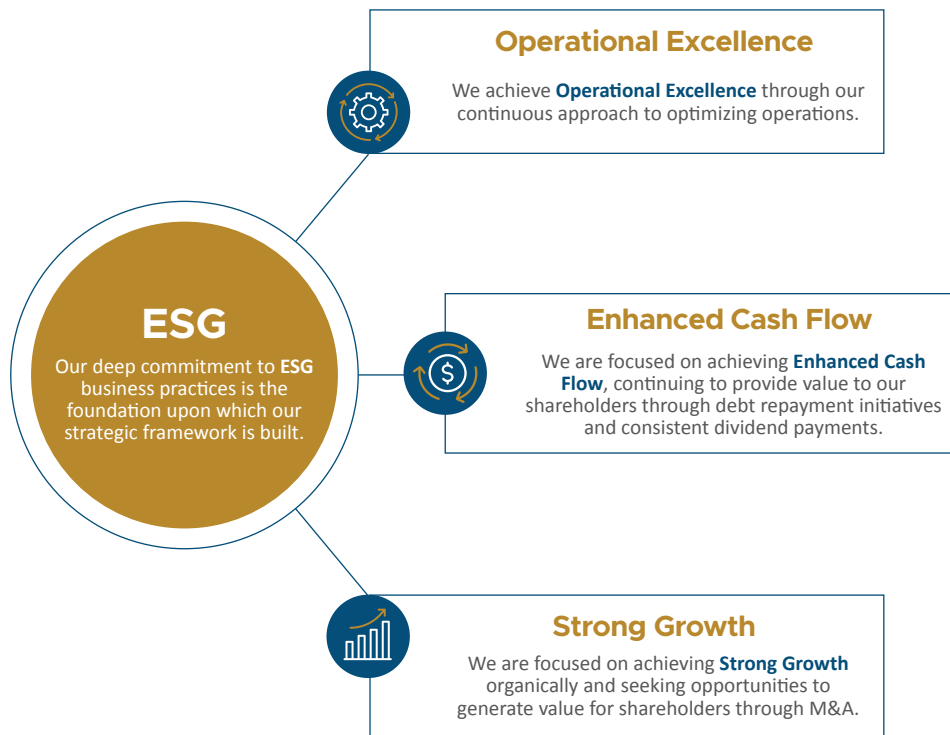 Operational Excellence
We achieve Operational Excellence through our
continuous approach to optimizing operations.
ESG
Our deep commitment to ESG
business practices is the
foundation upon which our
strategic framework is built.
Enhanced Cash Flow
We are focused on achieving Enhanced Cash
Flow, continuing to provide value to our
shareholders through debt repayment initiatives
and consistent dividend payments.
$
Strong Growth
We are focused on achieving Strong Growth
organically and seeking opportunities to
generate value for shareholders through M&A.